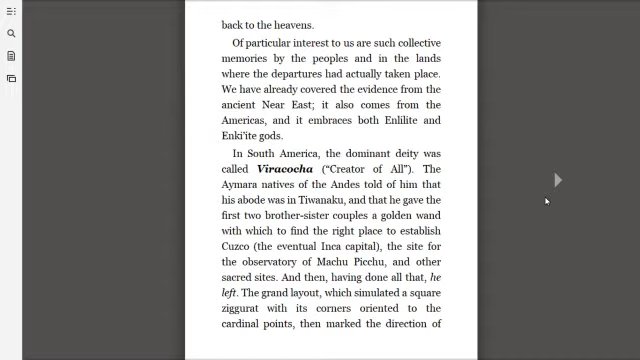 back to the heavens.
Of particular interest to us are such collective
memories by the peoples and in the lands
where the departures had actually taken place.
We have already covered the evidence from the
ancient Near East; it also comes from the
Americas, and it embraces both Enlilite and
Enki’ite gods.
In South America, the dominant deity was
called Viracocha (“Creator of All”). The
Aymara natives of the Andes told of him that
his abode was in Tiwanaku, and that he gave the
first two brother-sister couples a golden wand
with which to find the right place to establish
Cuzco (the eventual Inca capital), the site for
the observatory of Machu Picchu, and other
sacred sites. And then, having done all that, he
left. The grand layout, which simulated a square
ziggurat with its corners oriented to the
cardinal points, then marked the direction of